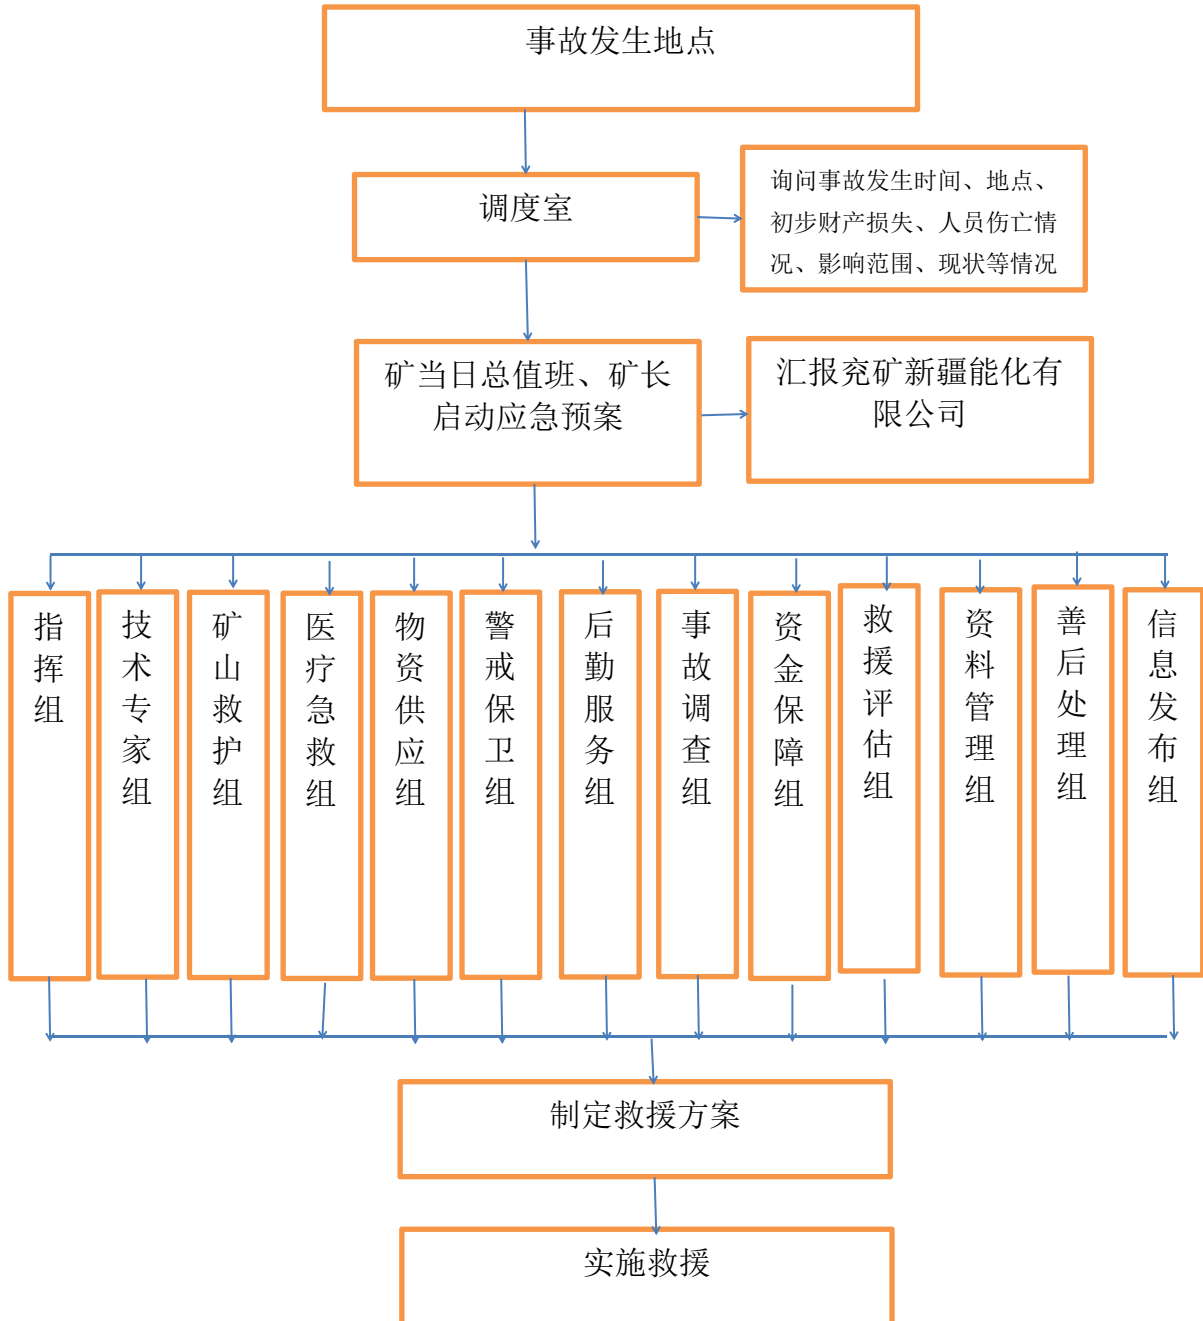 事故发生地点
调度室
询问事故发生时间、地点、
初步财产损失、人员伤亡情
况、影响范围、现状等情况
矿当日总值班、矿长
启动应急预案
汇报兖矿新疆能化有
限公司
指挥组
技术专家组
矿山救护组
医疗急救组
物资供应组
警戒保卫组
后勤服务组
事故调查组
资金保障组
救援评估组
资料管理组
善后处理组
信息发布组
制定救援方案
实施救援